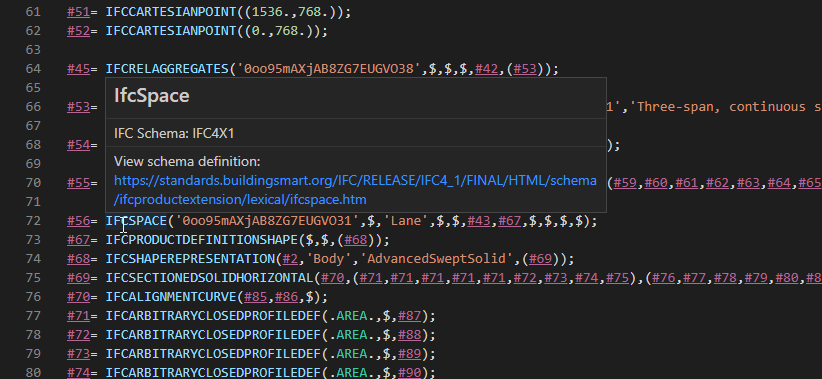 61 #51= IFCCARTESIANPOINT((1536.,768.));
62 #52= IFCCARTESIANPOINT((0.,768.));
63
64 #45= IFCRELAGGREGATES('0oo95mAXjAB8ZG7EUGVO38',$,$,$,#42,(#53));
65
IfcSpace
66 #53= 1','Three-span, continuous s
67
IFC Schema: IFC4X1
68 #54= );
View schema definition:
69
https://standards.buildingsmart.org/IFC/RELEASE/IFC4_1/FINAL/HTML/schema
70 #55= (#59,#60,#61,#62,#63,#64,#65
/ifcproductextension/lexical/ifcspace.htm
71
72 #56= IFCSPACE('0oo95mAXjAB8ZG7EUGVO31',$,'Lane',$,$,#43,#67,$,$,$,$);
73 #67= IFCPRODUCTDEFINITIONSHAPE($,$,(#68));
74 #68= IFCSHAPEREPRESENTATION(#2,'Body','AdvancedSweptSolid',(#69));
75 #69= IFCSECTIONEDSOLIDHORIZONTAL(#70,(#71,#71,#71,#71,#71,#72,#73,#74,#75),(#76,#77,#78,#79,#80,#8
76 #70= IFCALIGNMENTCURVE(#85,#86,$);
77 #71= IFCARBITRARYCLOSEDPROFILEDEF(.AREA.,$,#87);
78 #72= IFCARBITRARYCLOSEDPROFILEDEF(.AREA.,$,#88);
79 #73= IFCARBITRARYCLOSEDPROFILEDEF(.AREA.,$,#89);
80 #74= IFCARBITRARYCLOSEDPROFILEDEF(.AREA.,$,#90);